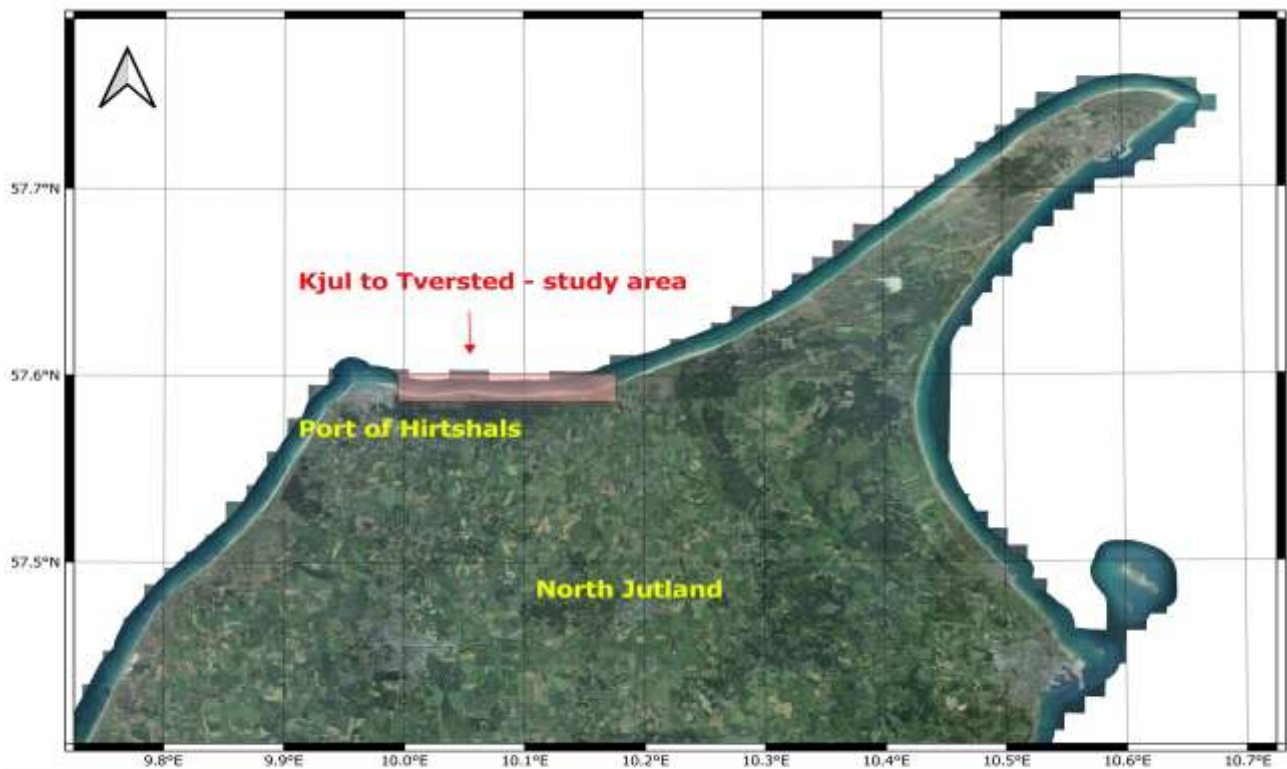 57.7°N
Kjul to Tversted - study area
57.6°N
Port of Hirtshals
57.5°N
North Jutland
9.8°E 9.9°E 10.0°E 10.1°E 10.2°E 10.3°E 10.4°E 10.5°E 10.6°E 10.7°E